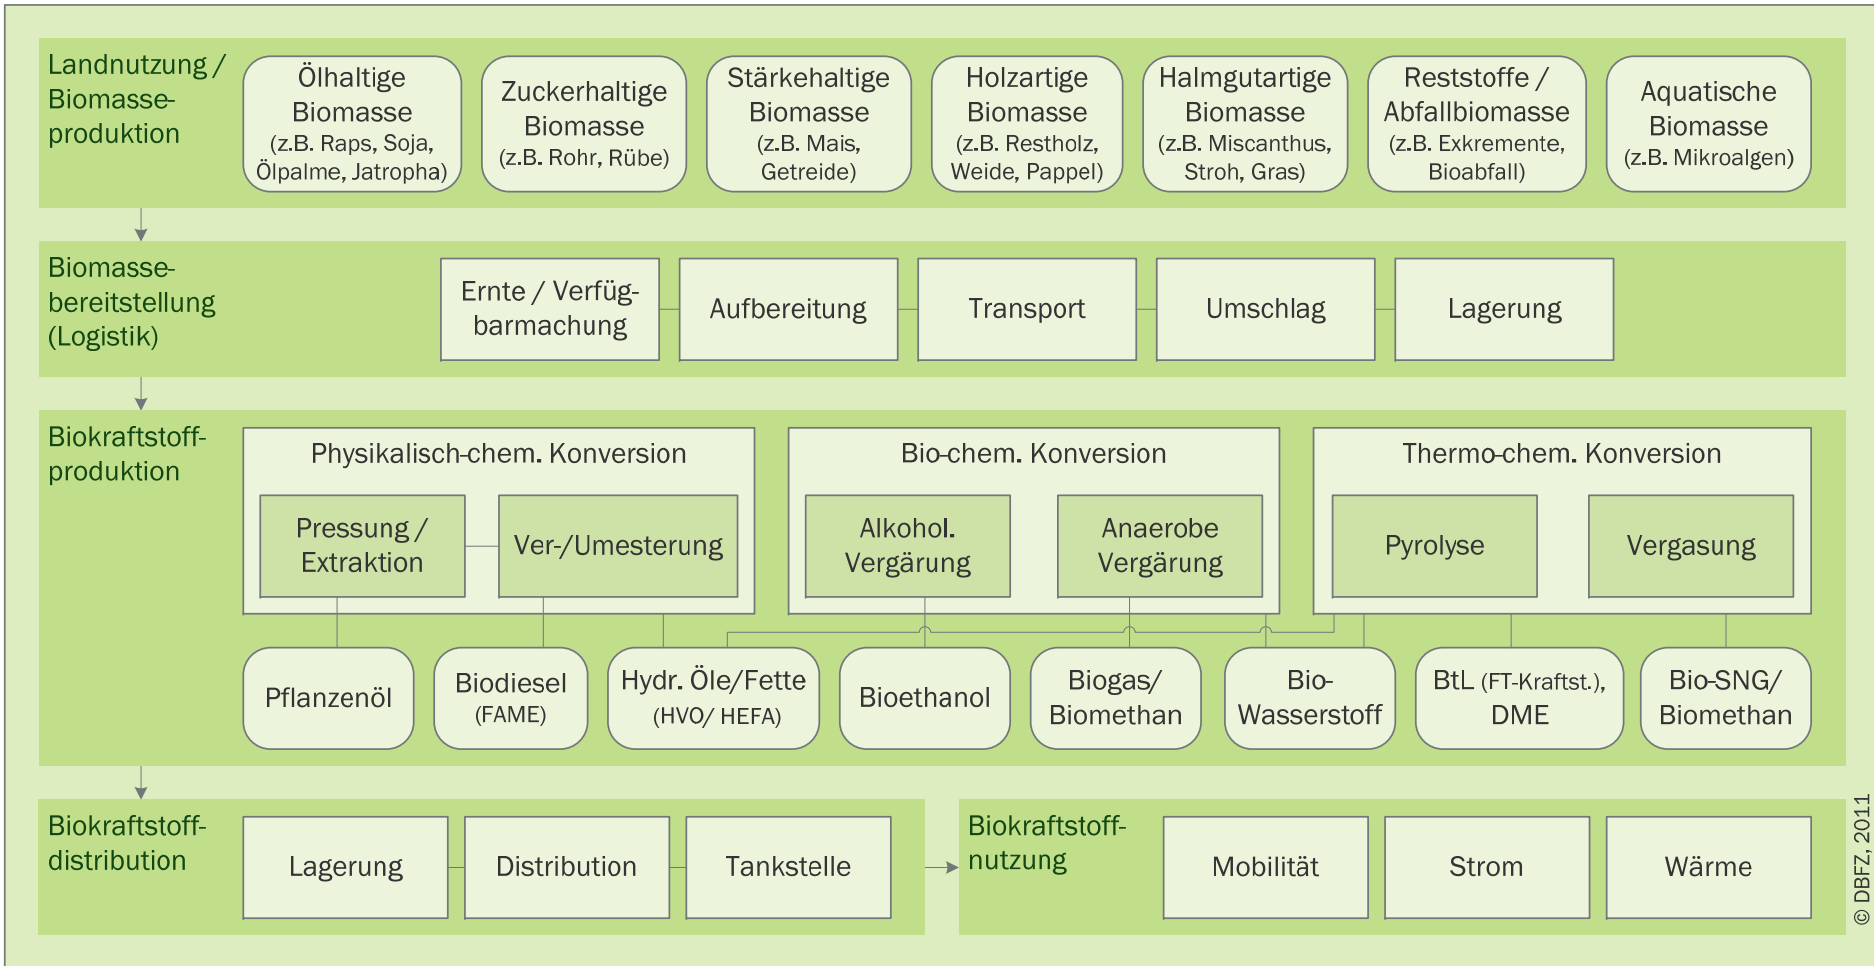 Landnutzung /
Biomasse-
produktion
Ölhaltige
Biomasse
(z.B. Raps, Soja,
Ölpalme, Jatropha)
Zuckerhaltige
Biomasse
(z.B. Rohr, Rübe)
Stärkehaltige
Biomasse
(z.B. Mais,
Getreide)
Holzartige
Biomasse
(z.B. Restholz,
Weide, Pappel)
Halmgutartige
Biomasse
(z.B. Miscanthus,
Stroh, Gras)
Reststoffe /
Abfallbiomasse
(z.B. Exkremente,
Bioabfall)
Aquatische
Biomasse
(z.B. Mikroalgen)
Biomasse-
bereitstellung
(Logistik)
Ernte / Verfüg-
barmachung
Aufbereitung
Transport
Umschlag
Lagerung
Biokraftstoff-
produktion
Physikalisch-chem. Konversion
Pressung /
Extraktion
Ver-/Umesterung
Bio-chem. Konversion
Alkohol.
Vergärung
Anaerobe
Vergärung
Thermo-chem. Konversion
Pyrolyse
Vergasung
Pflanzenöl
Biodiesel
(FAME)
Hydr. Öle/Fette
(HVO/ HEFA)
Bioethanol
Biogas/
Biomethan
Bio-
Wasserstoff
BtL (FT-Kraftst.),
DME
Bio-SNG/
Biomethan
Biokraftstoff-
distribution
Lagerung
Distribution
Tankstelle
Biokraftstoff-
nutzung
Mobilität
Strom
Wärme
© DBFZ, 2011